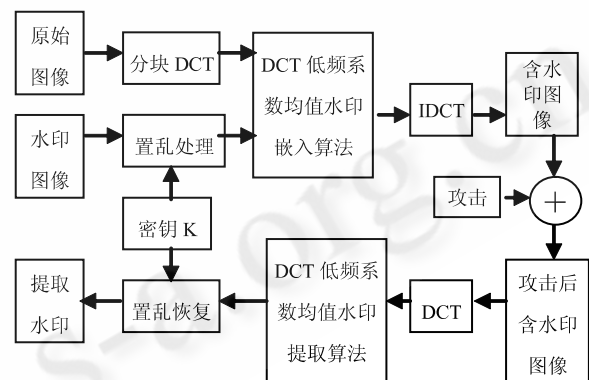 原始
图像
分块 DCT
DCT 低频系
数均值水印
嵌入算法
IDCT
含水
印图
像
水印
图像
置乱处理
攻击
+
密钥 K
提取
水印
置乱恢复
DCT 低频系
数均值水印
提取算法
DCT
攻击后
含水印
图像